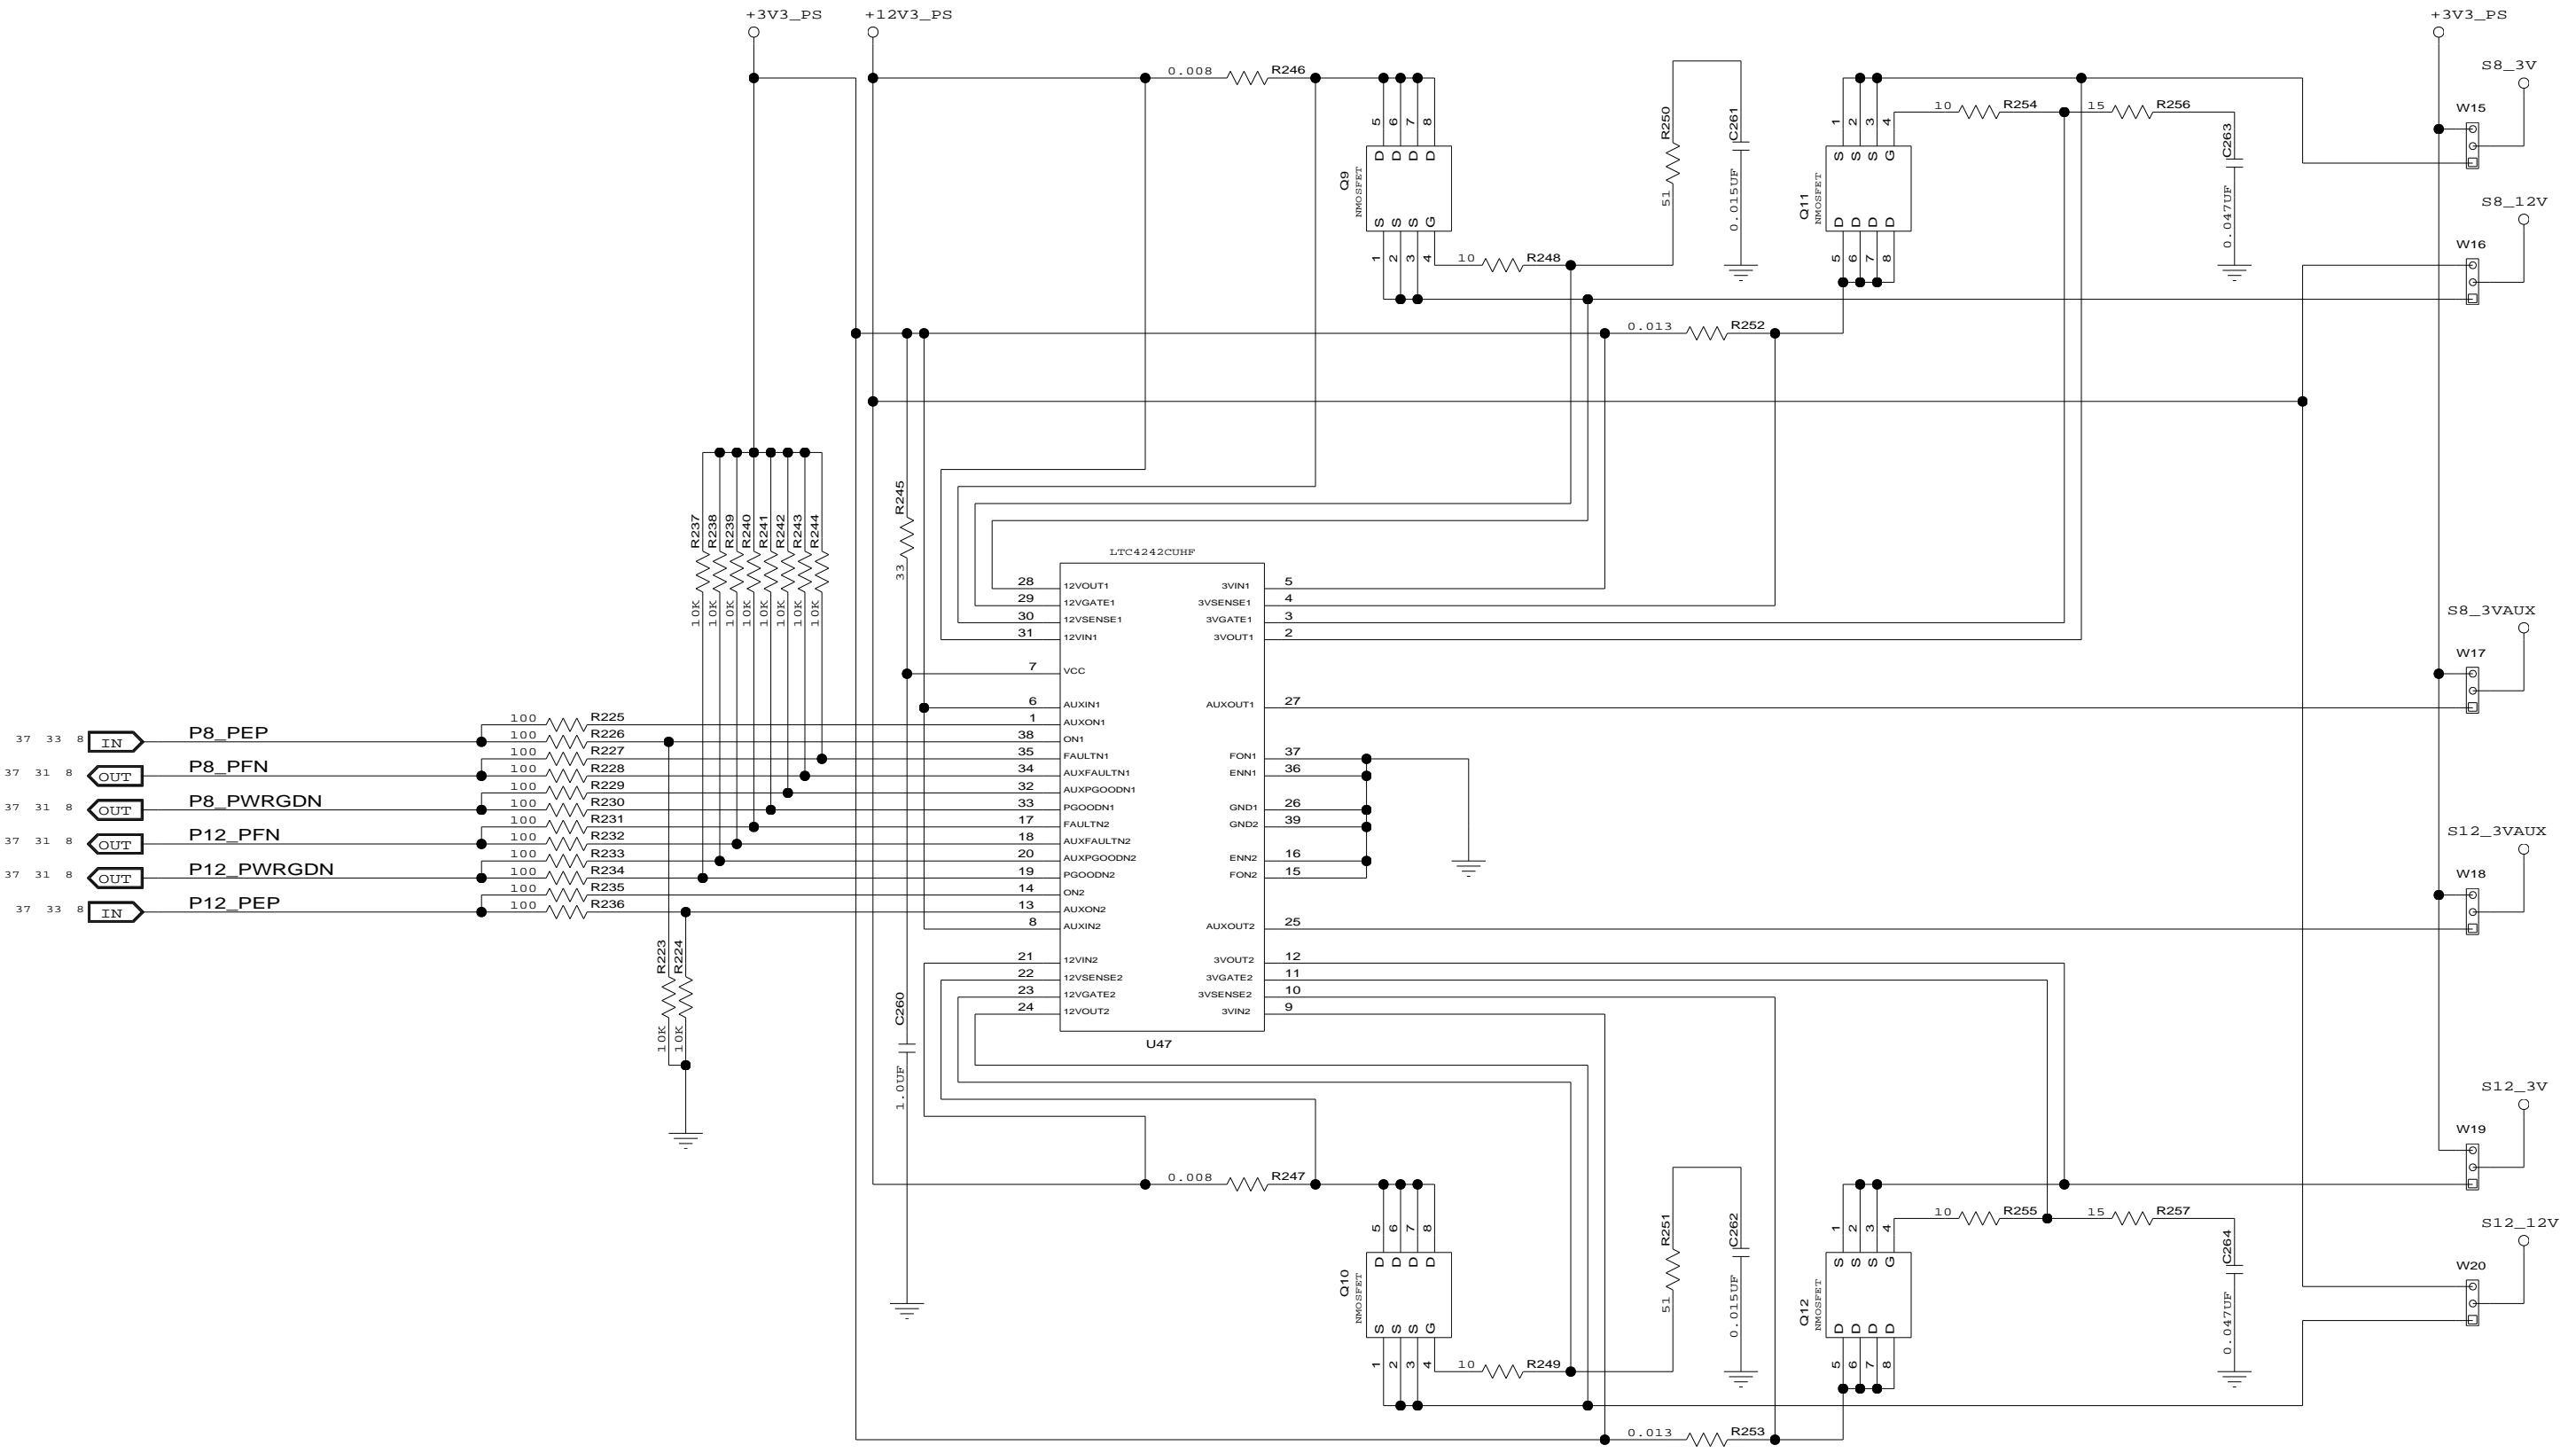 +3V3_PS
+12V3_PS
+3V3_PS
S8_3V
0.008 R246
R250
51
C261
0.015UF
10 R254
15 R256
C263
0.047UF
W15
5 6 7 8
D D D D
Q9
NMOSFET
S S S G
1 2 3 4
1 2 3 4
S S S G
Q11
NMOSFET
D D D D
5 6 7 8
S8_12V
W16
10 R248
0.013 R252
R245
33
R237
R238
R239
R240
R241
R242
R243
R244
10K
10K
10K
10K
10K
10K
10K
10K
LTC4242CUHF
28 12VOUT1
29 12VGATE1
30 12VSENSE1
31 12VIN1
7 VCC
6 AUXIN1
1 AUXON1
38 ON1
35 FAULTN1
34 AUXFAULTN1
32 AUXPGOODN1
33 PGOODN1
17 FAULTN2
18 AUXFAULTN2
20 AUXPGOODN2
19 PGOODN2
14 ON2
13 AUXON2
8 AUXIN2
21 12VIN2
22 12VSENSE2
23 12VGATE2
24 12VOUT2
3VIN1 5
3VSENSE1 4
3VGATE1 3
3VOUT1 2
AUXOUT1 27
FON1 37
ENN1 36
GND1 26
GND2 39
ENN2 16
FON2 15
AUXOUT2 25
3VOUT2 12
3VGATE2 11
3VSENSE2 10
3VIN2 9
U47
S8_3VAUX
W17
S12_3VAUX
W18
37 33 8 IN P8_PEP
37 31 8 OUT P8_PFN
37 31 8 OUT P8_PWRGDN
37 31 8 OUT P12_PFN
37 31 8 OUT P12_PWRGDN
37 33 8 IN P12_PEP
100 R225
100 R226
100 R227
100 R228
100 R229
100 R230
100 R231
100 R232
100 R233
100 R234
100 R235
100 R236
R223
R224
10K
10K
C260
1.0UF
S12_3V
W19
0.008 R247
5 6 7 8
D D D D
Q10
NMOSFET
S S S G
1 2 3 4
10 R249
R251
51
C262
0.015UF
1 2 3 4
S S S G
Q12
NMOSFET
D D D D
5 6 7 8
10 R255
15 R257
C264
0.047UF
S12_12V
W20
0.013 R253